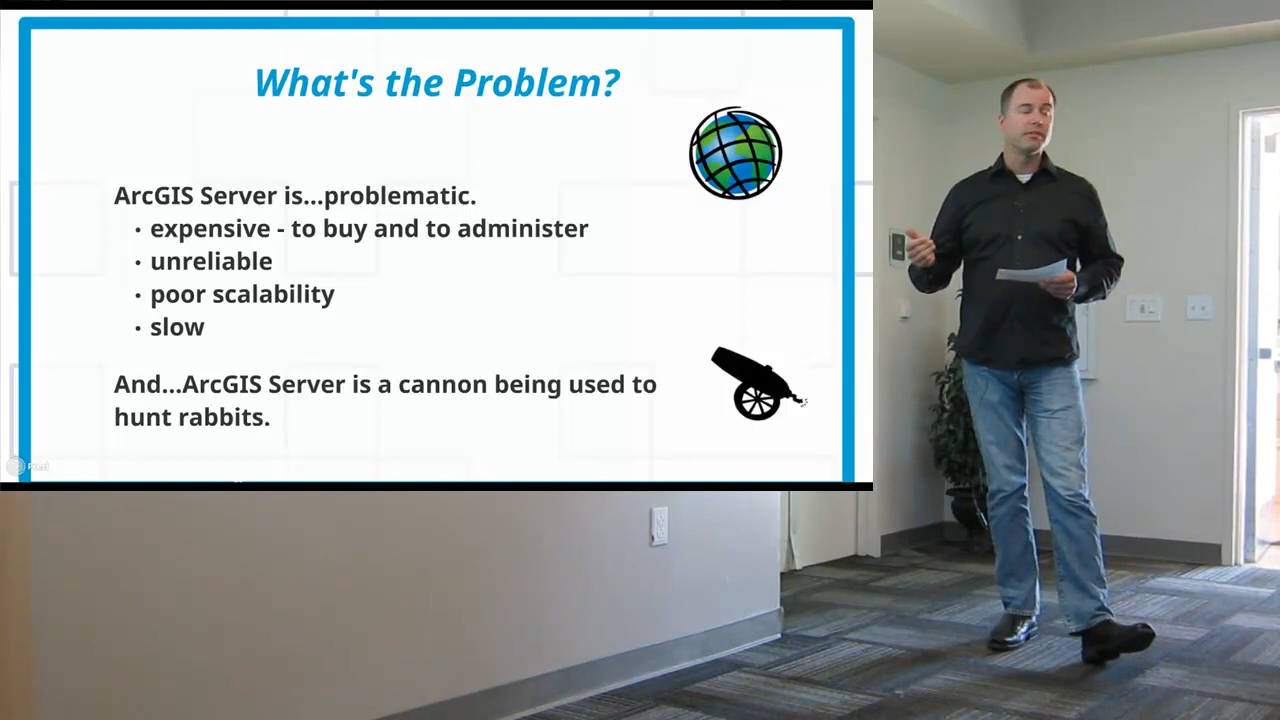 What's the Problem?
ArcGIS Server is...problematic.
• expensive - to buy and to administer
• unreliable
• poor scalability
• slow
And...ArcGIS Server is a cannon being used to
hunt rabbits.
Prezi